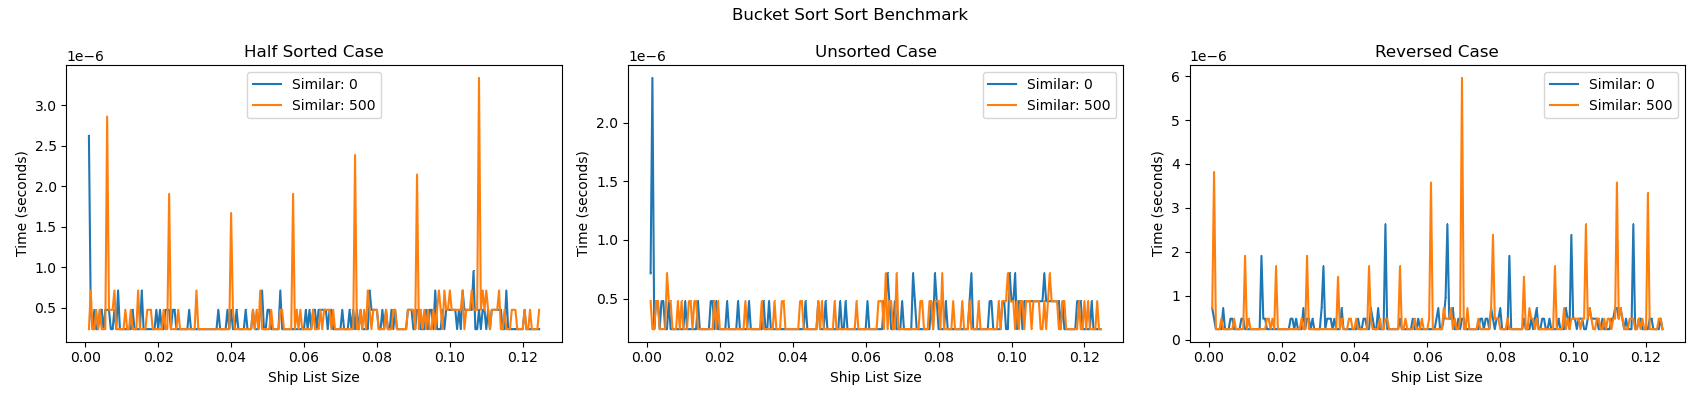 Bucket Sort Sort Benchmark
Half Sorted Case
1e−6
Similar: 0
Similar: 500
3.0
2.5
2.0
1.5
1.0
0.5
Time (seconds)
0.00 0.02 0.04 0.06 0.08 0.10 0.12
Ship List Size
Unsorted Case
1e−6
Similar: 0
Similar: 500
2.0
1.5
1.0
0.5
Time (seconds)
0.00 0.02 0.04 0.06 0.08 0.10 0.12
Ship List Size
Reversed Case
1e−6
Similar: 0
Similar: 500
6
5
4
3
2
1
0
Time (seconds)
0.00 0.02 0.04 0.06 0.08 0.10 0.12
Ship List Size